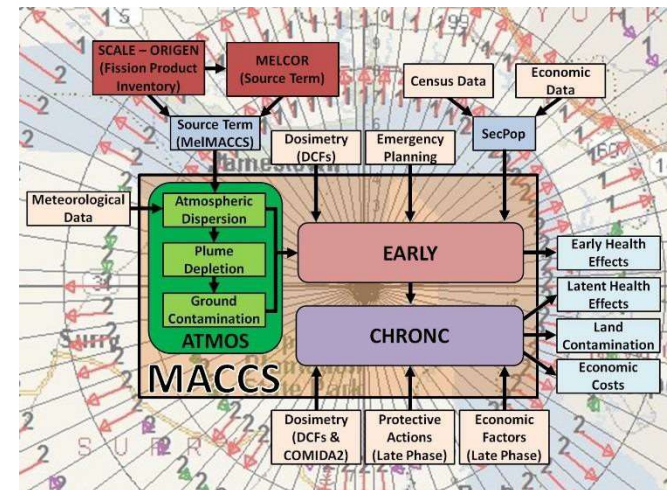 SCALE – ORIGEN
(Fission Product
Inventory)
MELCOR
(Source Term)
Census Data
Economic
Data
Source Term
(MelMACCS)
Dosimetry
(DCFs)
Emergency
Planning
SecPop
Meteorological
Data
Atmospheric
Dispersion
Plume
Depletion
Ground
Contamination
ATMOS
MACCS
EARLY
CHRONC
Early Health
Effects
Latent Health
Effects
Land
Contamination
Economic
Costs
Dosimetry
(DCFs &
COMIDA2)
Protective
Actions
(Late Phase)
Economic
Factors
(Late Phase)
Surry